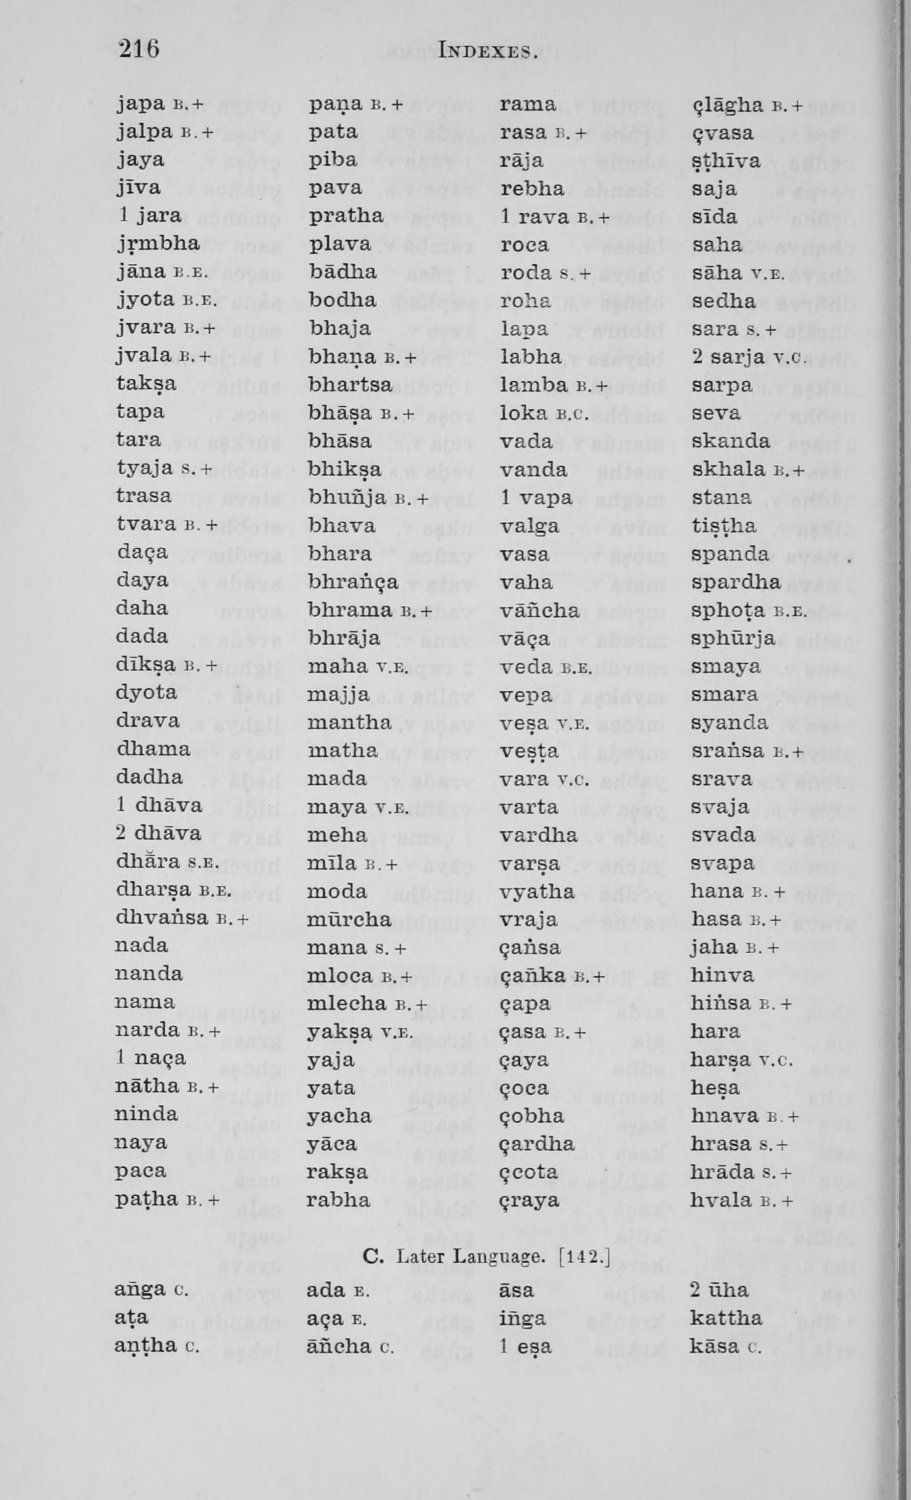 216 INDEXES.
japa B.+ paṇa B.+ rama çlāgha B.+
jalpa B.+ pata rasa B.+ çvasa
jaya piba rāja ṣṭhīva
jīva pava rebha saja
1 jara pratha 1 rava B.+ sīda
jṛmbha plava roca saha
jāna B.E. bādha roda S.+ sāha V.E.
jyota B.E. bodha roha sedha
jvara B.+ bhaja lapa sara S.+
jvala B.+ bhaṇa B.+ labha 2 sarja V.C.
takṣa bhartsa lamba B.+ sarpa
tapa bhāṣa B.+ loka B.C. seva
tara bhāsa vada skanda
tyaja S.+ bhikṣa vanda skhala B.+
trasa bhuñja B.+ 1 vapa stana
tvara B.+ bhava valga tiṣṭha
daça bhara vasa spanda
daya bhraṅça vaha spardha
daha bhrama B.+ vāñcha sphoṭa B.E.
dada bhrāja vāça sphūrja
dīkṣa B.+ maha V.E. veda B.E. smaya
dyota majja vepa smara
drava mantha veṣa V.E. syanda
dhama matha veṣṭa sraṅsa B.+
dadha mada vara V.C. srava
1 dhāva maya V.E. varta svaja
2 dhāva meha vardha svada
dhā̆ra S.E. mīla B.+ varṣa svapa
dharṣa B.E. moda vyatha hana B.+
dhvaṅsa B.+ mūrcha vraja hasa B.+
nada mana S.+ çaṅsa jaha B.+
nanda mloca B.+ çan̄ka B.+ hinva
nama mlecha B.+ çapa hiṅsa B.+
narda B.+ yakṣa V.E. çasa B.+ hara
1 naça yaja çaya harṣa V.C.
nātha B.+ yata çoca heṣa
ninda yacha çobha hnava B.+
naya yāca çardha hrasa S.+
paca rakṣa çcota hrāda S.+
paṭha B.+ rabha çraya hvala B.+
C. Later Language. [142.]
an̄ga C. ada E. āsa 2 ūha
aṭa aça E. in̄ga kattha
aṇṭha C. āñcha C. 1 eṣa kāsa C.